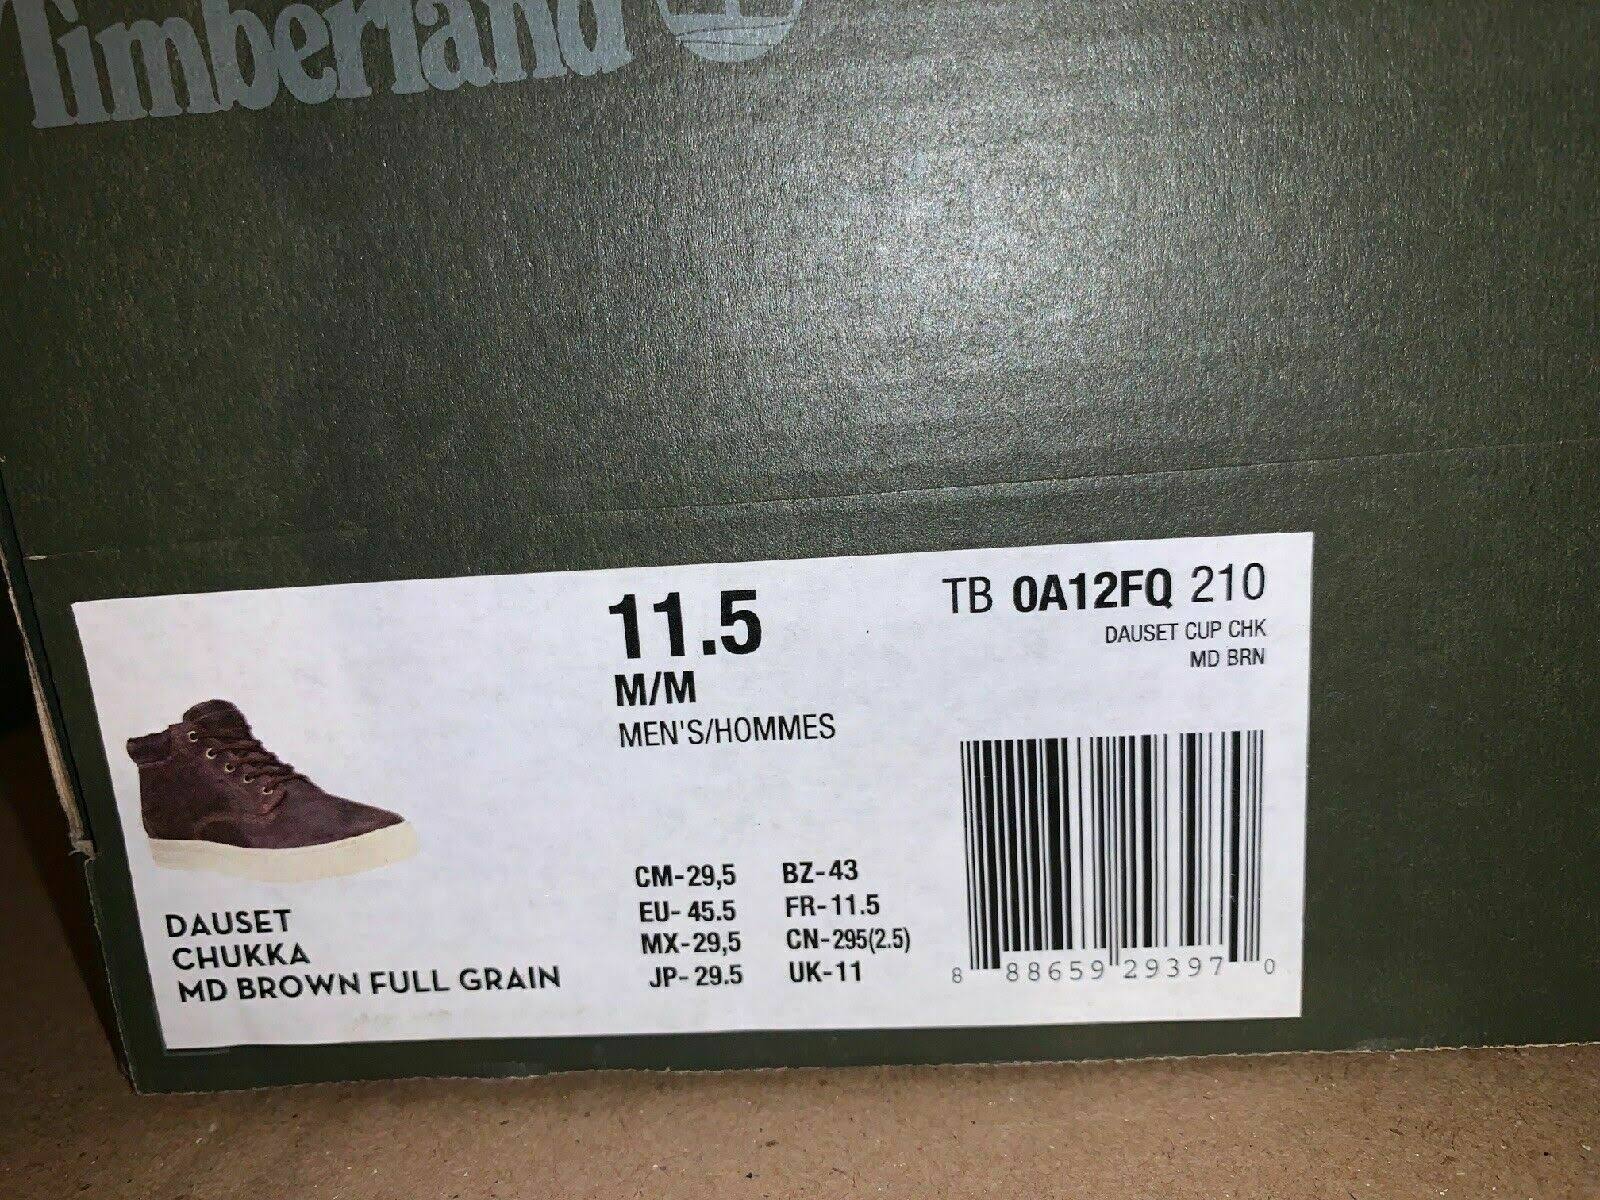 Timberland
11.5
M/M
MEN'S/HOMMES
TB 0A12FQ 210
DAUSET CUP CHK
MD BRN
DAUSET
CHUKKA
MD BROWN FULL GRAIN
CM-29,5 BZ-43
EU-45.5 FR-11.5
MX-29,5 CN-295(2.5)
JP-29.5 UK-11
8 88659 29397 0